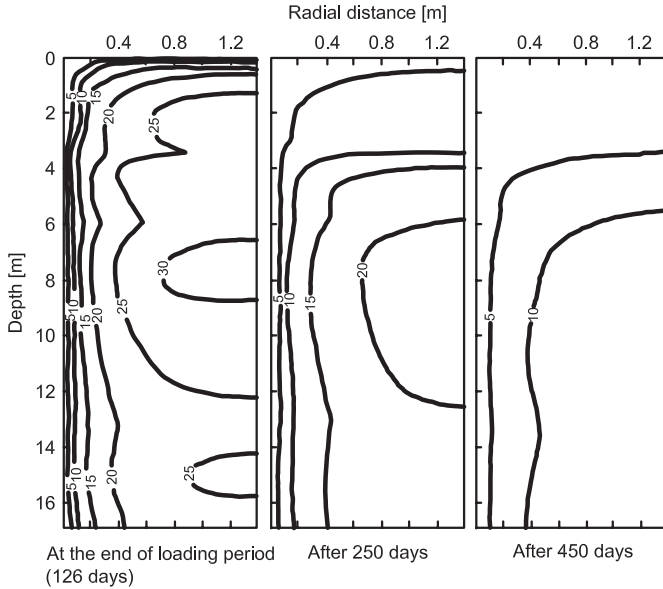 Radial distance [m]
0.4 0.8 1.2 0.4 0.8 1.2 0.4 0.8 1.2
0
2
4
6
8
10
12
14
16
Depth [m]
5 10 15 20 25
30
5 10 15 20 25
5 10 15 20 25
5 10 15 20
5 10
At the end of loading period
(126 days)
After 250 days
After 450 days